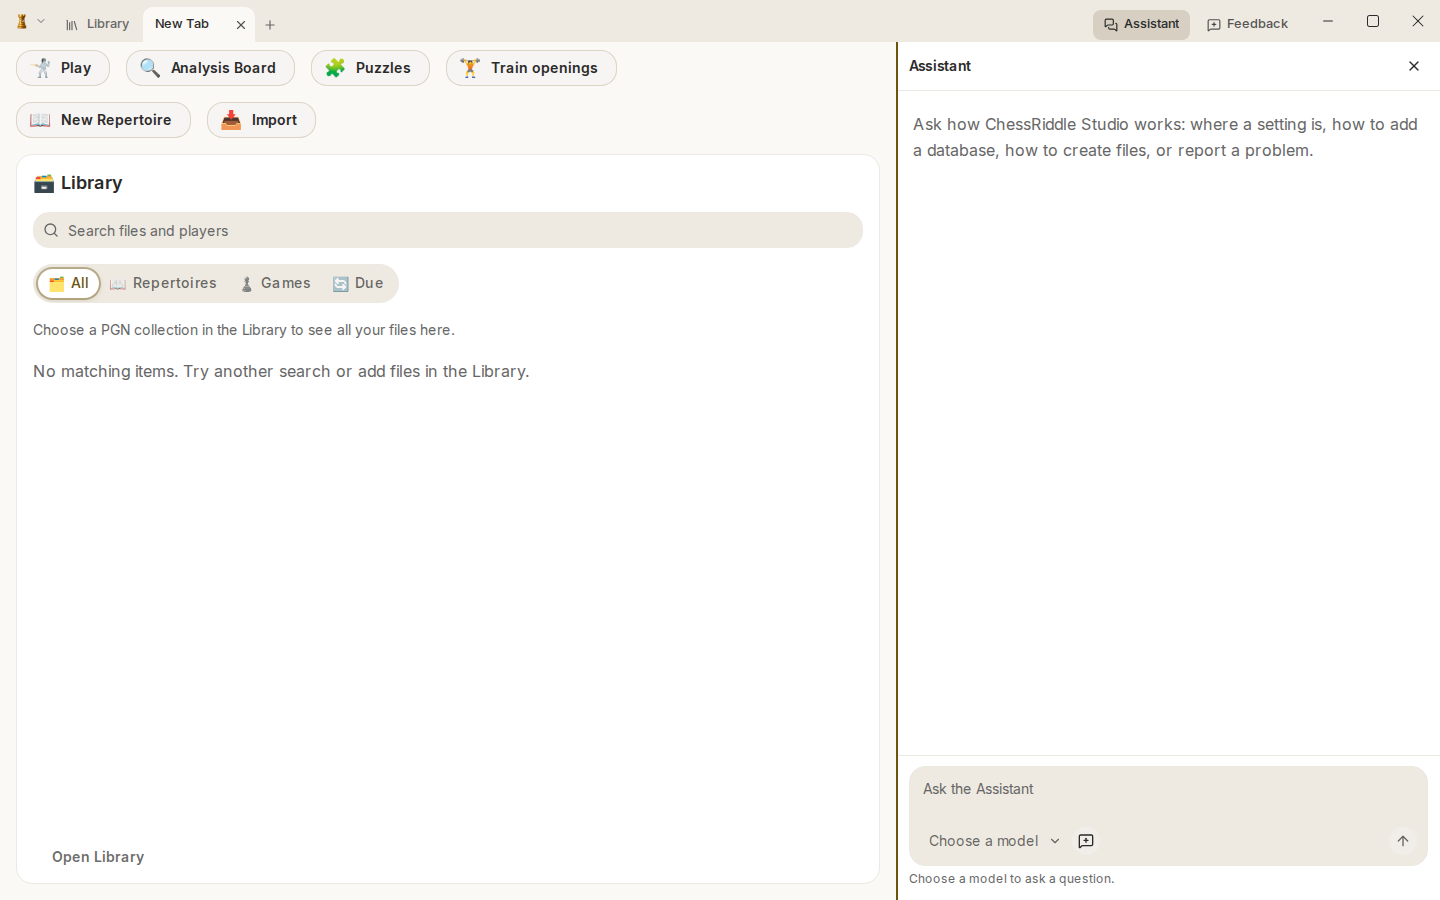 Library
New Tab
Assistant
Feedback
Play
Analysis Board
Puzzles
Train openings
New Repertoire
Import
Library
Search files and players
All
Repertoires
Games
Due
Choose a PGN collection in the Library to see all your files here.
No matching items. Try another search or add files in the Library.
Open Library
Assistant
Ask how ChessRiddle Studio works: where a setting is, how to add
a database, how to create files, or report a problem.
Ask the Assistant
Choose a model
Choose a model to ask a question.